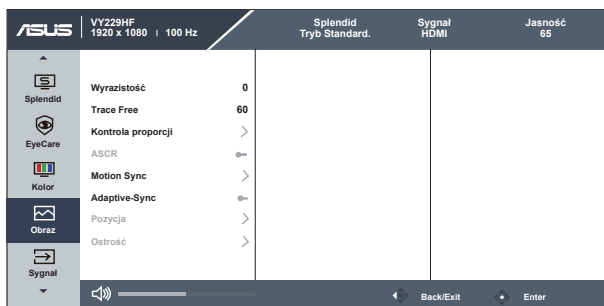 ASUS
VY229HF
1920 x 1080 | 100 Hz
Splendid
Tryb Standard.
Sygnał
HDMI
Jasność
65
Splendid
EyeCare
Kolor
Obraz
Sygnał
Wyrazistość 0
Trace Free 60
Kontrola proporcji
ASCR
Motion Sync
Adaptive-Sync
Pozycja
Ostrość
Back/Exit
Enter